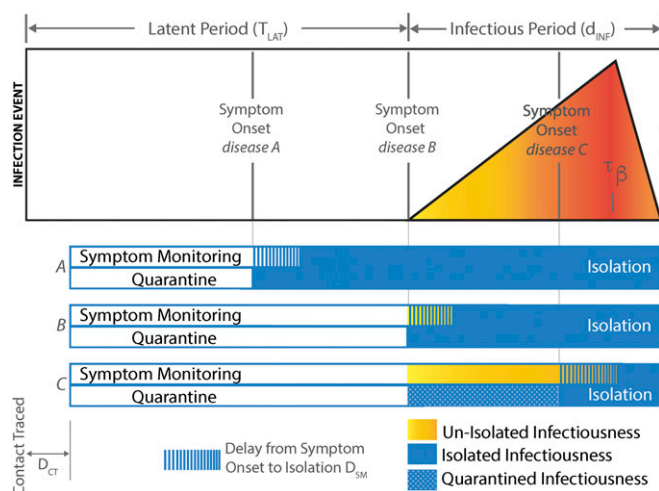 Latent Period (T_LAT)
Infectious Period (d_INF)
INFECTION EVENT
Symptom
Onset
disease A
Symptom
Onset
disease B
Symptom
Onset
disease C
τ_β
A
Symptom Monitoring
Quarantine
Isolation
B
Symptom Monitoring
Quarantine
Isolation
C
Symptom Monitoring
Quarantine
Isolation
Contact Traced
D_CT
Delay from Symptom
Onset to Isolation D_SM
Un-Isolated Infectiousness
Isolated Infectiousness
Quarantined Infectiousness